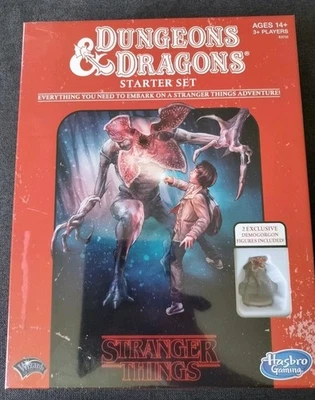 AGES 14+
3+ PLAYERS
DUNGEONS
& DRAGONS®
STARTER SET
EVERYTHING YOU NEED TO EMBARK ON A STRANGER THINGS ADVENTURE!
2 EXCLUSIVE
DEMOGORGON
FIGURES INCLUDED!
STRANGER
THINGS
Wizards
Hasbro
Gaming